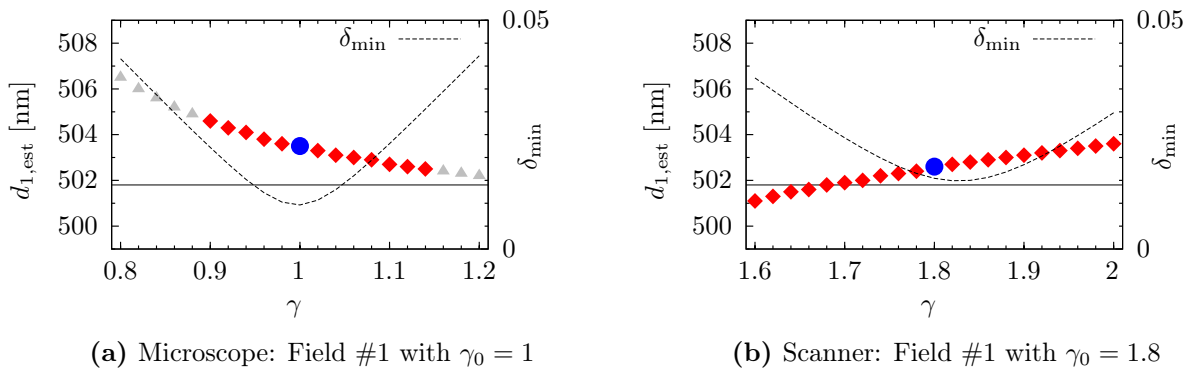 508
506
504
502
500
d1,est [nm]
δmin
0.05
0
δmin
0.8 0.9 1 1.1 1.2
γ
(a) Microscope: Field #1 with γ0 = 1
508
506
504
502
500
d1,est [nm]
δmin
0.05
0
δmin
1.6 1.7 1.8 1.9 2
γ
(b) Scanner: Field #1 with γ0 = 1.8